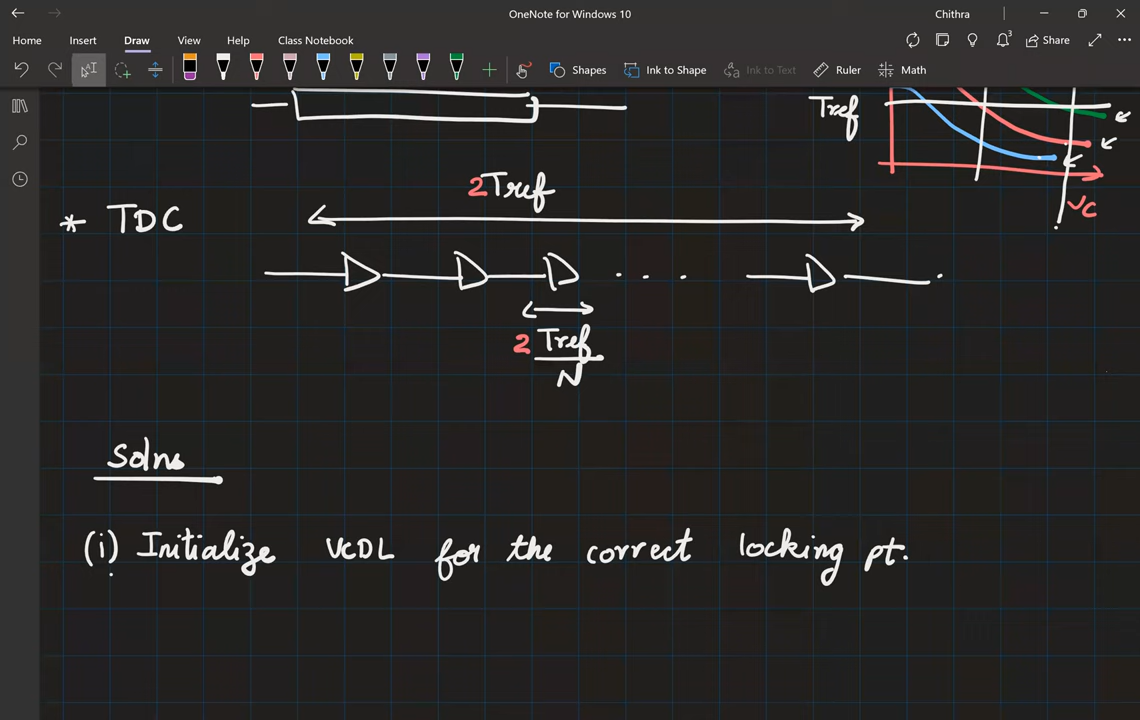 OneNote for Windows 10
Chithra
Home Insert Draw View Help Class Notebook
Share
Shapes Ink to Shape Ink to Text Ruler Math
Tref
VC
2Tref
* TDC
. . . .
2 Tref
N
Solns
(i) Initialize VCDL for the correct locking pt.